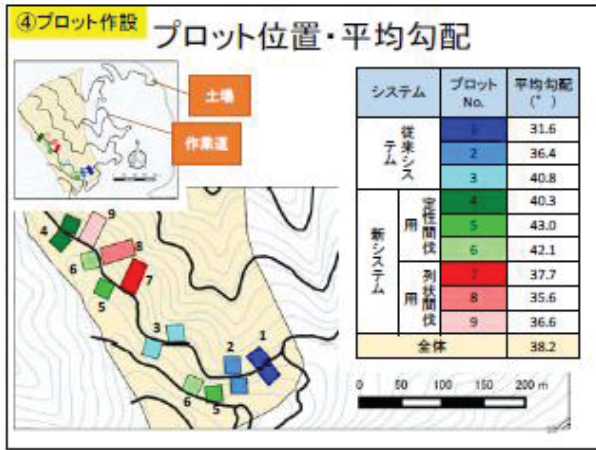 ④プロット作設
プロット位置・平均勾配
土場
作業道
システム
プロット
No.
平均勾配
(°)
従来シス
テム
1
31.6
2
36.4
3
40.8
新システム
定性間伐
用
4
40.3
5
43.0
6
42.1
列状間伐
用
7
37.7
8
35.6
9
36.6
全体
38.2
9
4
8
6
7
5
3
2
1
6
5
0 50 100 150 200 m